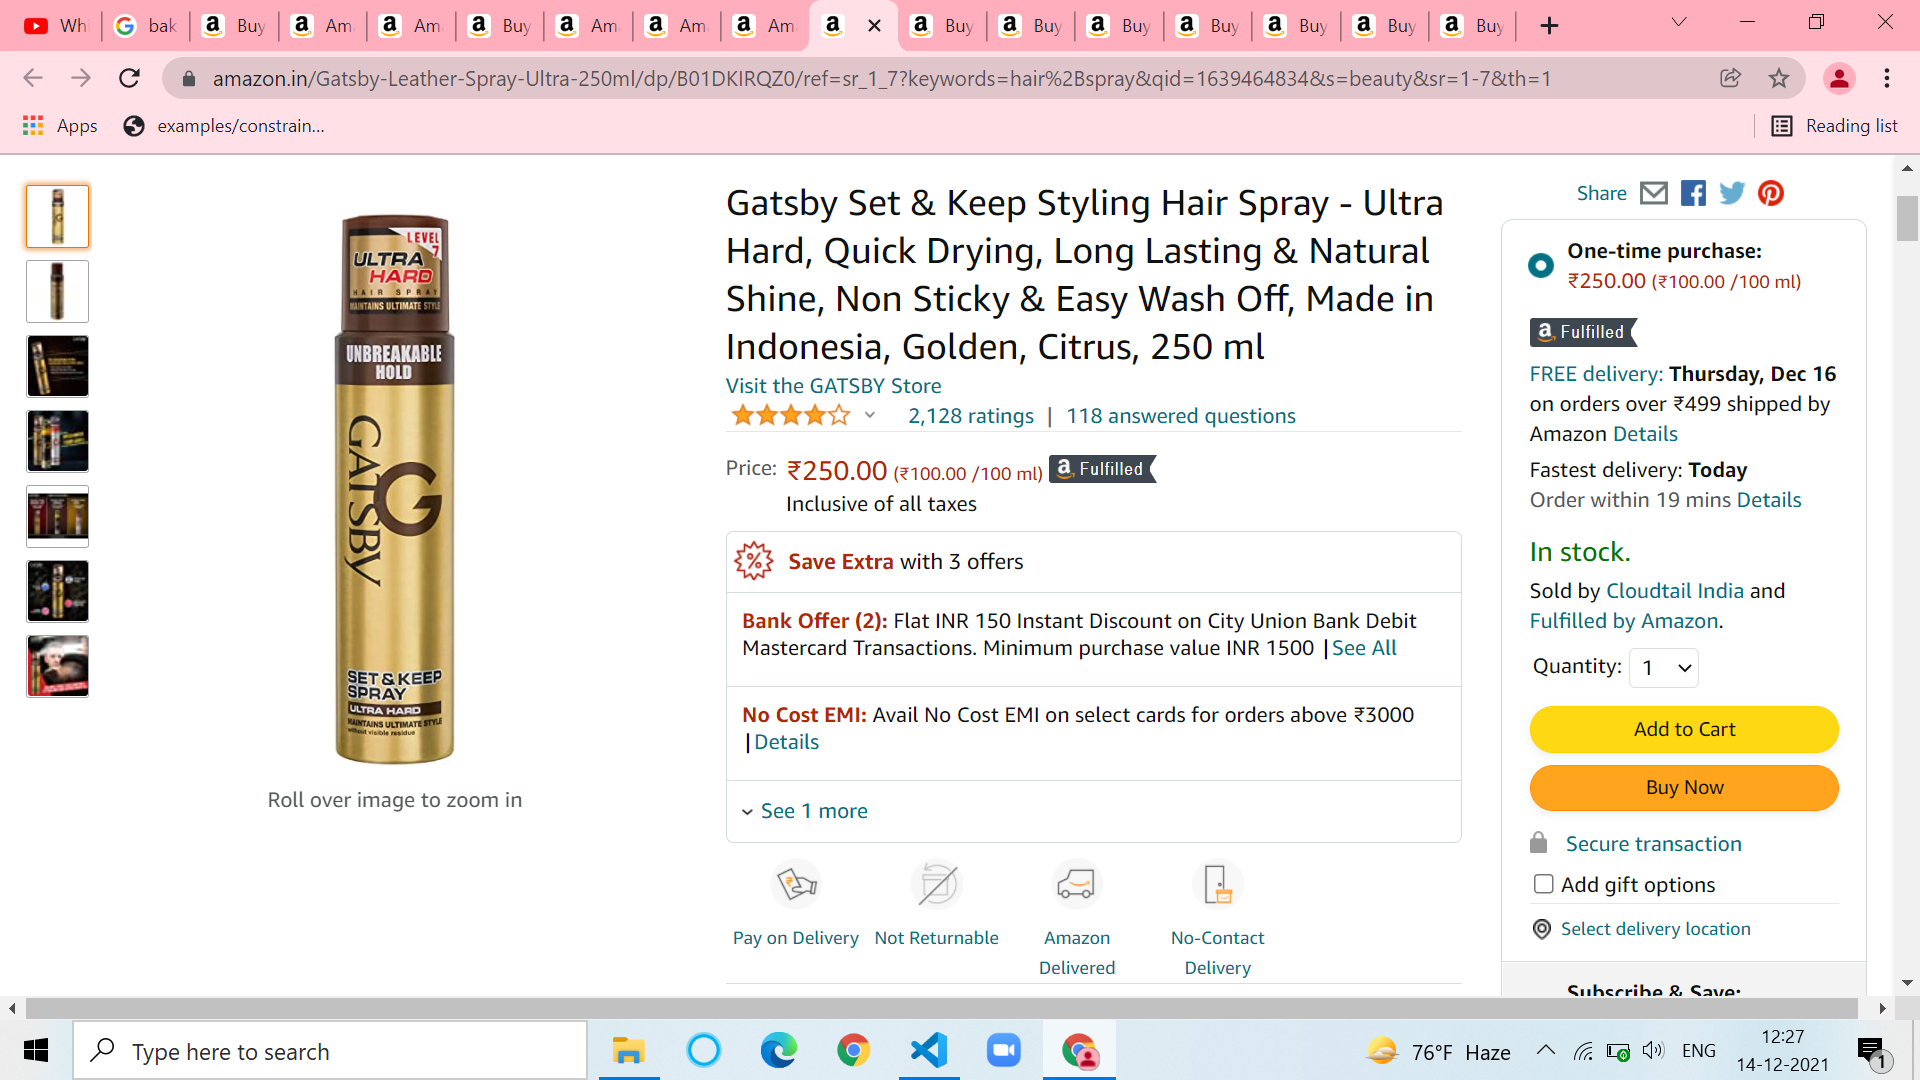 Whi
bak
Buy
Am
Am
Buy
Am
Am
Am
Buy
Buy
Buy
Buy
Buy
Buy
Buy
amazon.in/Gatsby-Leather-Spray-Ultra-250ml/dp/B01DKIRQZ0/ref=sr_1_7?keywords=hair%2Bspray&qid=1639464834&s=beauty&sr=1-7&th=1
Apps
examples/constrain...
Reading list
LEVEL 7
ULTRA
HARD
HAIR SPRAY
MAINTAINS ULTIMATE STYLE
UNBREAKABLE
HOLD
GATSBY
G
SET & KEEP
SPRAY
ULTRA HARD
MAINTAINS ULTIMATE STYLE
without visible residue
Roll over image to zoom in
Gatsby Set & Keep Styling Hair Spray - Ultra
Hard, Quick Drying, Long Lasting & Natural
Shine, Non Sticky & Easy Wash Off, Made in
Indonesia, Golden, Citrus, 250 ml
Visit the GATSBY Store
2,128 ratings | 118 answered questions
Price: ₹250.00 (₹100.00 /100 ml) a Fulfilled
Inclusive of all taxes
Save Extra with 3 offers
Bank Offer (2): Flat INR 150 Instant Discount on City Union Bank Debit
Mastercard Transactions. Minimum purchase value INR 1500 |See All
No Cost EMI: Avail No Cost EMI on select cards for orders above ₹3000
|Details
See 1 more
Pay on Delivery
Not Returnable
Amazon
Delivered
No-Contact
Delivery
Share
One-time purchase:
₹250.00 (₹100.00 /100 ml)
a Fulfilled
FREE delivery: Thursday, Dec 16
on orders over ₹499 shipped by
Amazon Details
Fastest delivery: Today
Order within 19 mins Details
In stock.
Sold by Cloudtail India and
Fulfilled by Amazon.
Quantity: 1
Add to Cart
Buy Now
Secure transaction
Add gift options
Select delivery location
Subscribe & Save:
Type here to search
76°F Haze
ENG
12:27
14-12-2021
1